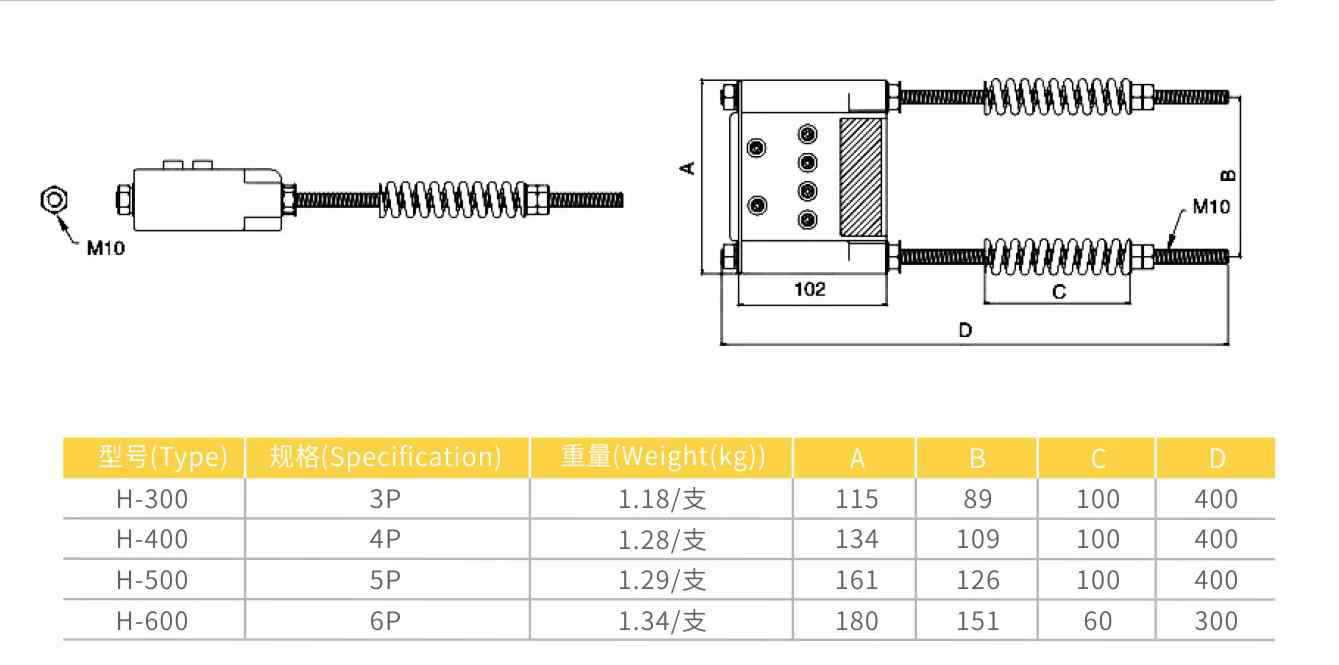 M10
A
B
M10
102
C
D
型号(Type) 规格(Specification) 重量(Weight(kg)) A B C D
H-300 3P 1.18/支 115 89 100 400
H-400 4P 1.28/支 134 109 100 400
H-500 5P 1.29/支 161 126 100 400
H-600 6P 1.34/支 180 151 60 300